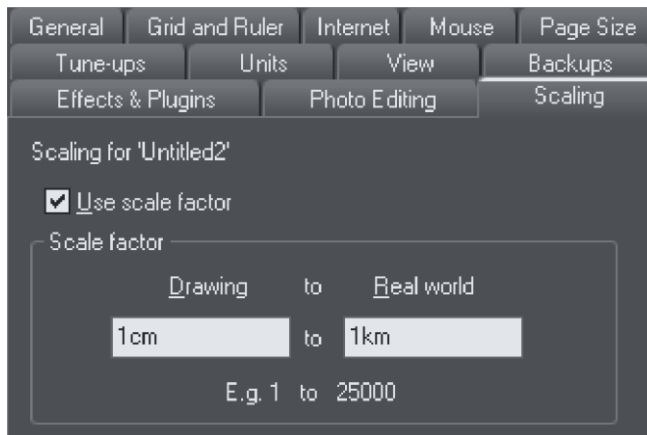 General Grid and Ruler Internet Mouse Page Size
Tune-ups Units View Backups
Effects & Plugins Photo Editing Scaling
Scaling for 'Untitled2'
Use scale factor
Scale factor
Drawing to Real world
1cm to 1km
E.g. 1 to 25000